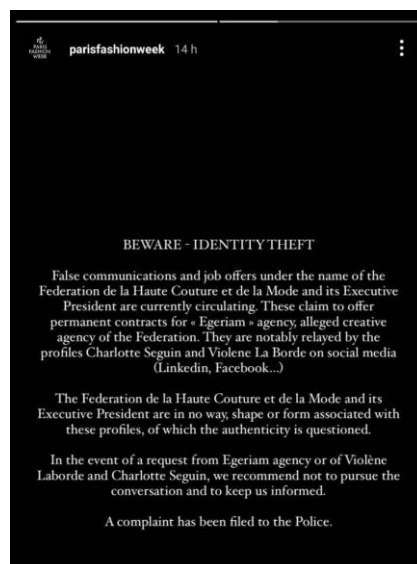 PARIS
FASHION
WEEK
parisfashionweek 14 h
BEWARE - IDENTITY THEFT
False communications and job offers under the name of the
Federation de la Haute Couture et de la Mode and its Executive
President are currently circulating. These claim to offer
permanent contracts for « Egeriam » agency, alleged creative
agency of the Federation. They are notably relayed by the
profiles Charlotte Seguin and Violene La Borde on social media
(Linkedin, Facebook...)
The Federation de la Haute Couture et de la Mode and its
Executive President are in no way, shape or form associated with
these profiles, of which the authenticity is questioned.
In the event of a request from Egeriam agency or of Violène
Laborde and Charlotte Seguin, we recommend not to pursue the
conversation and to keep us informed.
A complaint has been filed to the Police.